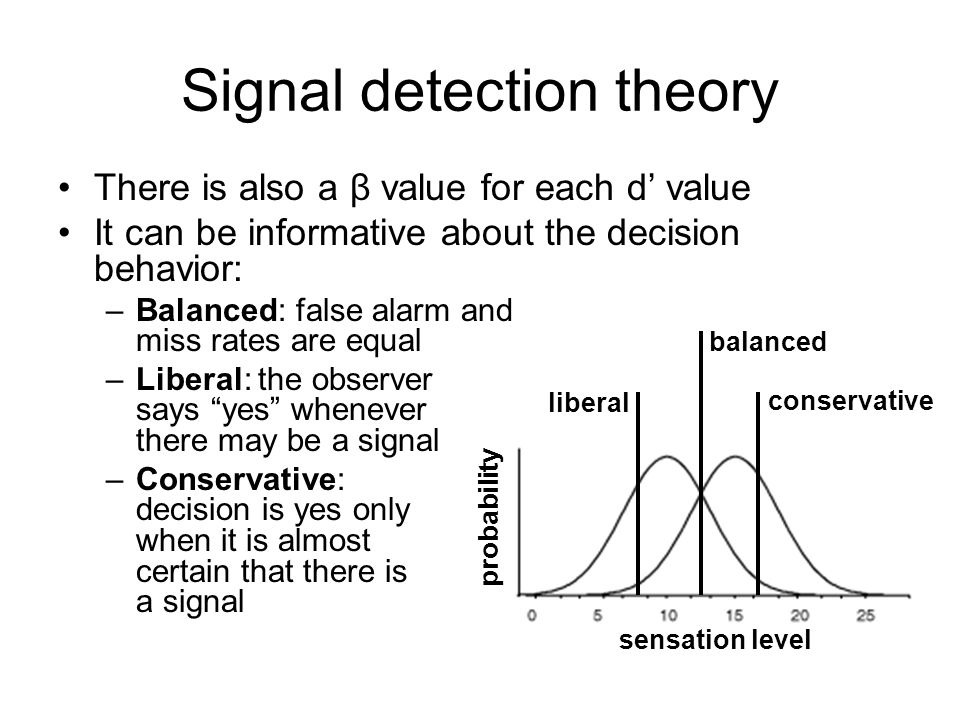 Signal detection theory
• There is also a β value for each d’ value
• It can be informative about the decision
behavior:
–Balanced: false alarm and
miss rates are equal
–Liberal: the observer
says “yes” whenever
there may be a signal
–Conservative:
decision is yes only
when it is almost
certain that there is
a signal
balanced
liberal
conservative
probability
0 5 10 15 20 25
sensation level